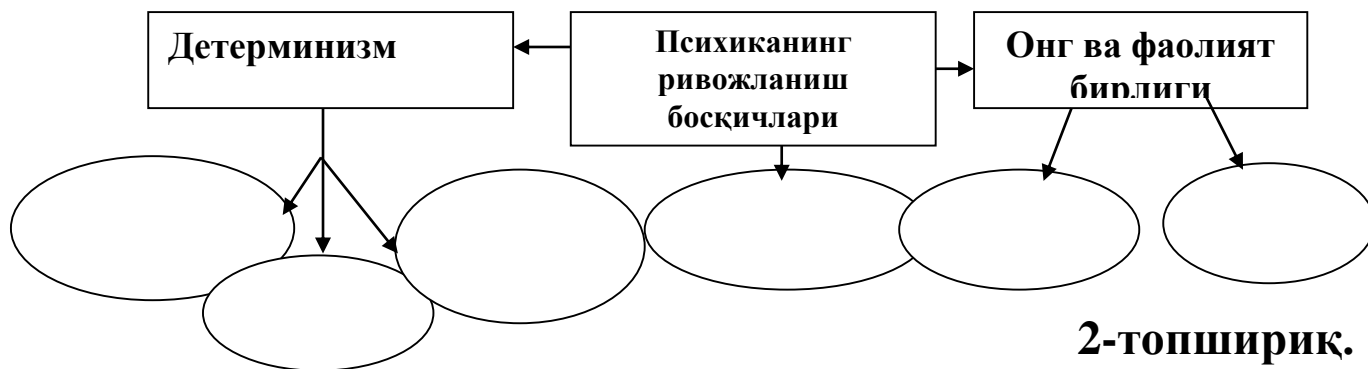 Детерминизм
Психиканинг
ривожланиш
босқичлари
Онг ва фаолият
бирлиги
2-топшириқ.